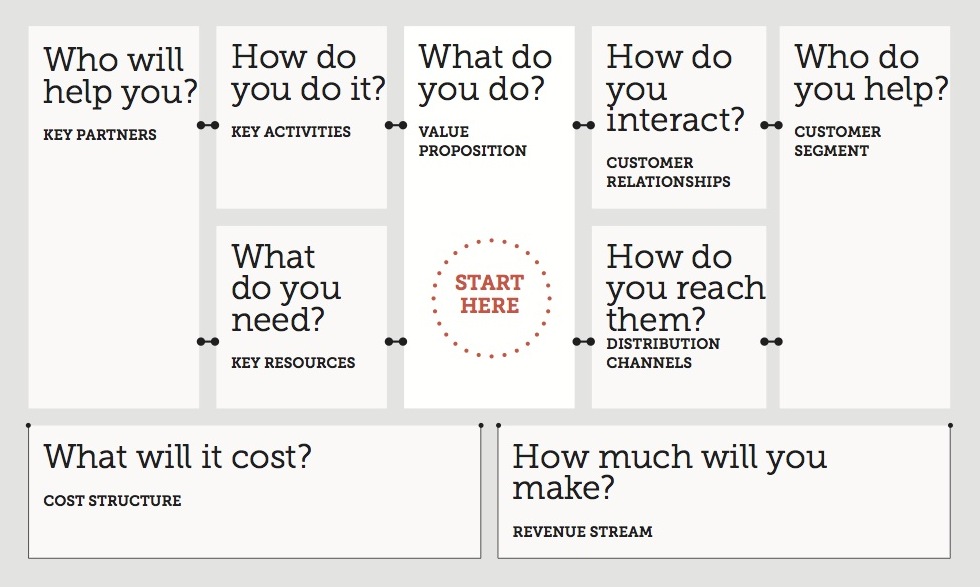 Who will
help you?
KEY PARTNERS
How do
you do it?
KEY ACTIVITIES
What
do you
need?
KEY RESOURCES
What do
you do?
VALUE
PROPOSITION
START
HERE
How do
you
interact?
CUSTOMER
RELATIONSHIPS
How do
you reach
them?
DISTRIBUTION
CHANNELS
Who do
you help?
CUSTOMER
SEGMENT
What will it cost?
COST STRUCTURE
How much will you
make?
REVENUE STREAM